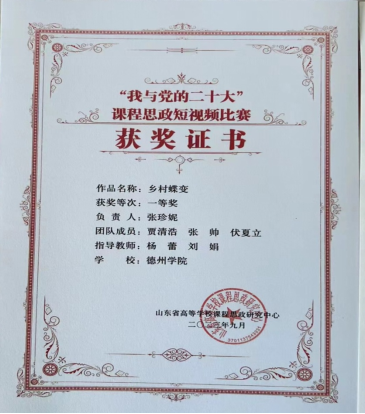 “我与党的二十大”
课程思政短视频比赛
获奖证书
作品名称：乡村蝶变
获奖等次：一等奖
负责人：张珍妮
团队成员：贾清浩 张帅 伏夏立
指导教师：杨蕾 刘娟
学校：德州学院
山东省高等学校课程思政研究中心
二〇二三年九月